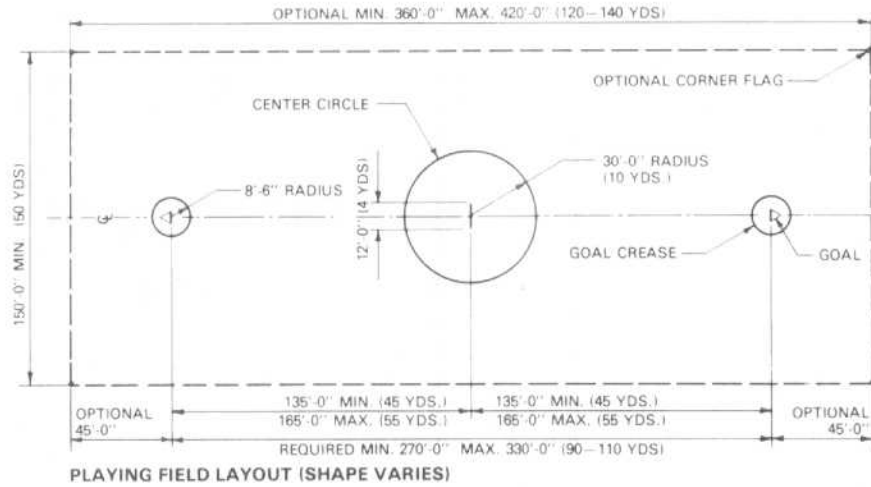 OPTIONAL MIN. 360'-0" MAX. 420'-0" (120—140 YDS)
OPTIONAL CORNER FLAG
CENTER CIRCLE
30'-0" RADIUS
(10 YDS.)
8'-6" RADIUS
12'-0" (4 YDS)
150'-0" MIN. (50 YDS)
℄
GOAL CREASE
GOAL
135'-0" MIN. (45 YDS.)
165'-0" MAX. (55 YDS.)
135'-0" MIN. (45 YDS.)
165'-0" MAX. (55 YDS.)
OPTIONAL
45'-0"
OPTIONAL
45'-0"
REQUIRED MIN. 270'-0" MAX. 330'-0" (90—110 YDS)
PLAYING FIELD LAYOUT (SHAPE VARIES)